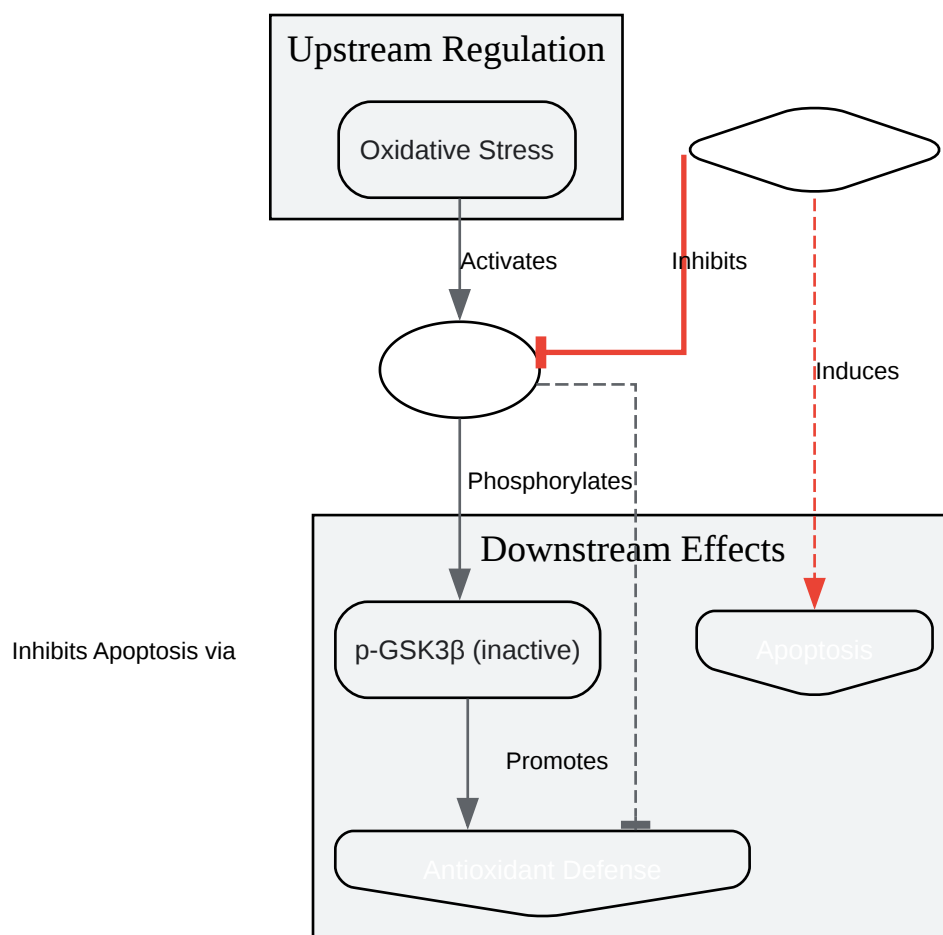 Upstream Regulation
Oxidative Stress
Activates
Inhibits
Induces
Phosphorylates
Downstream Effects
p-GSK3β (inactive)
Apoptosis
Inhibits Apoptosis via
Promotes
Antioxidant Defense